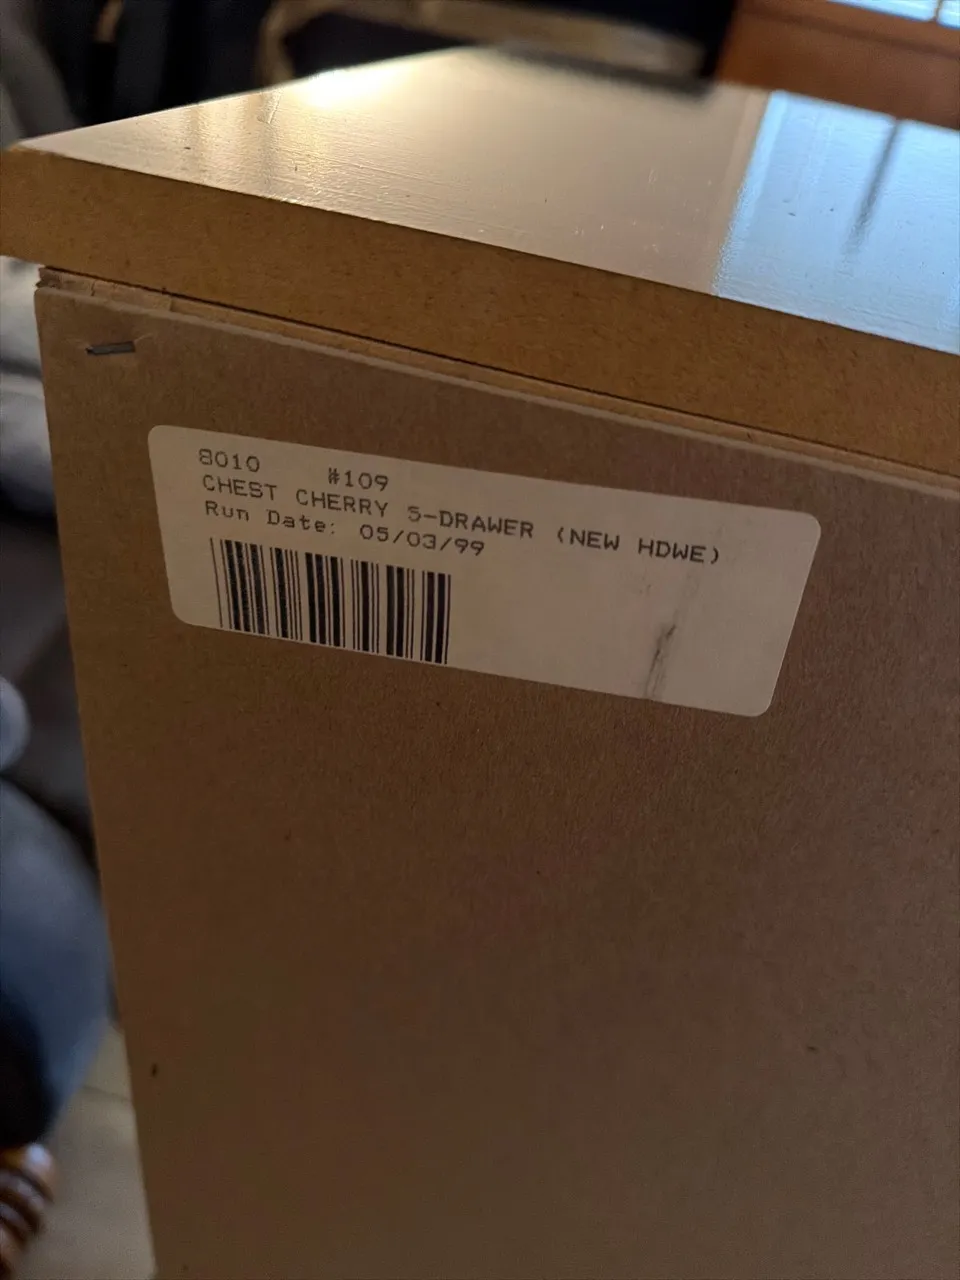 8010 #109
CHEST CHERRY 5-DRAWER (NEW HDWE)
Run Date: 05/03/99